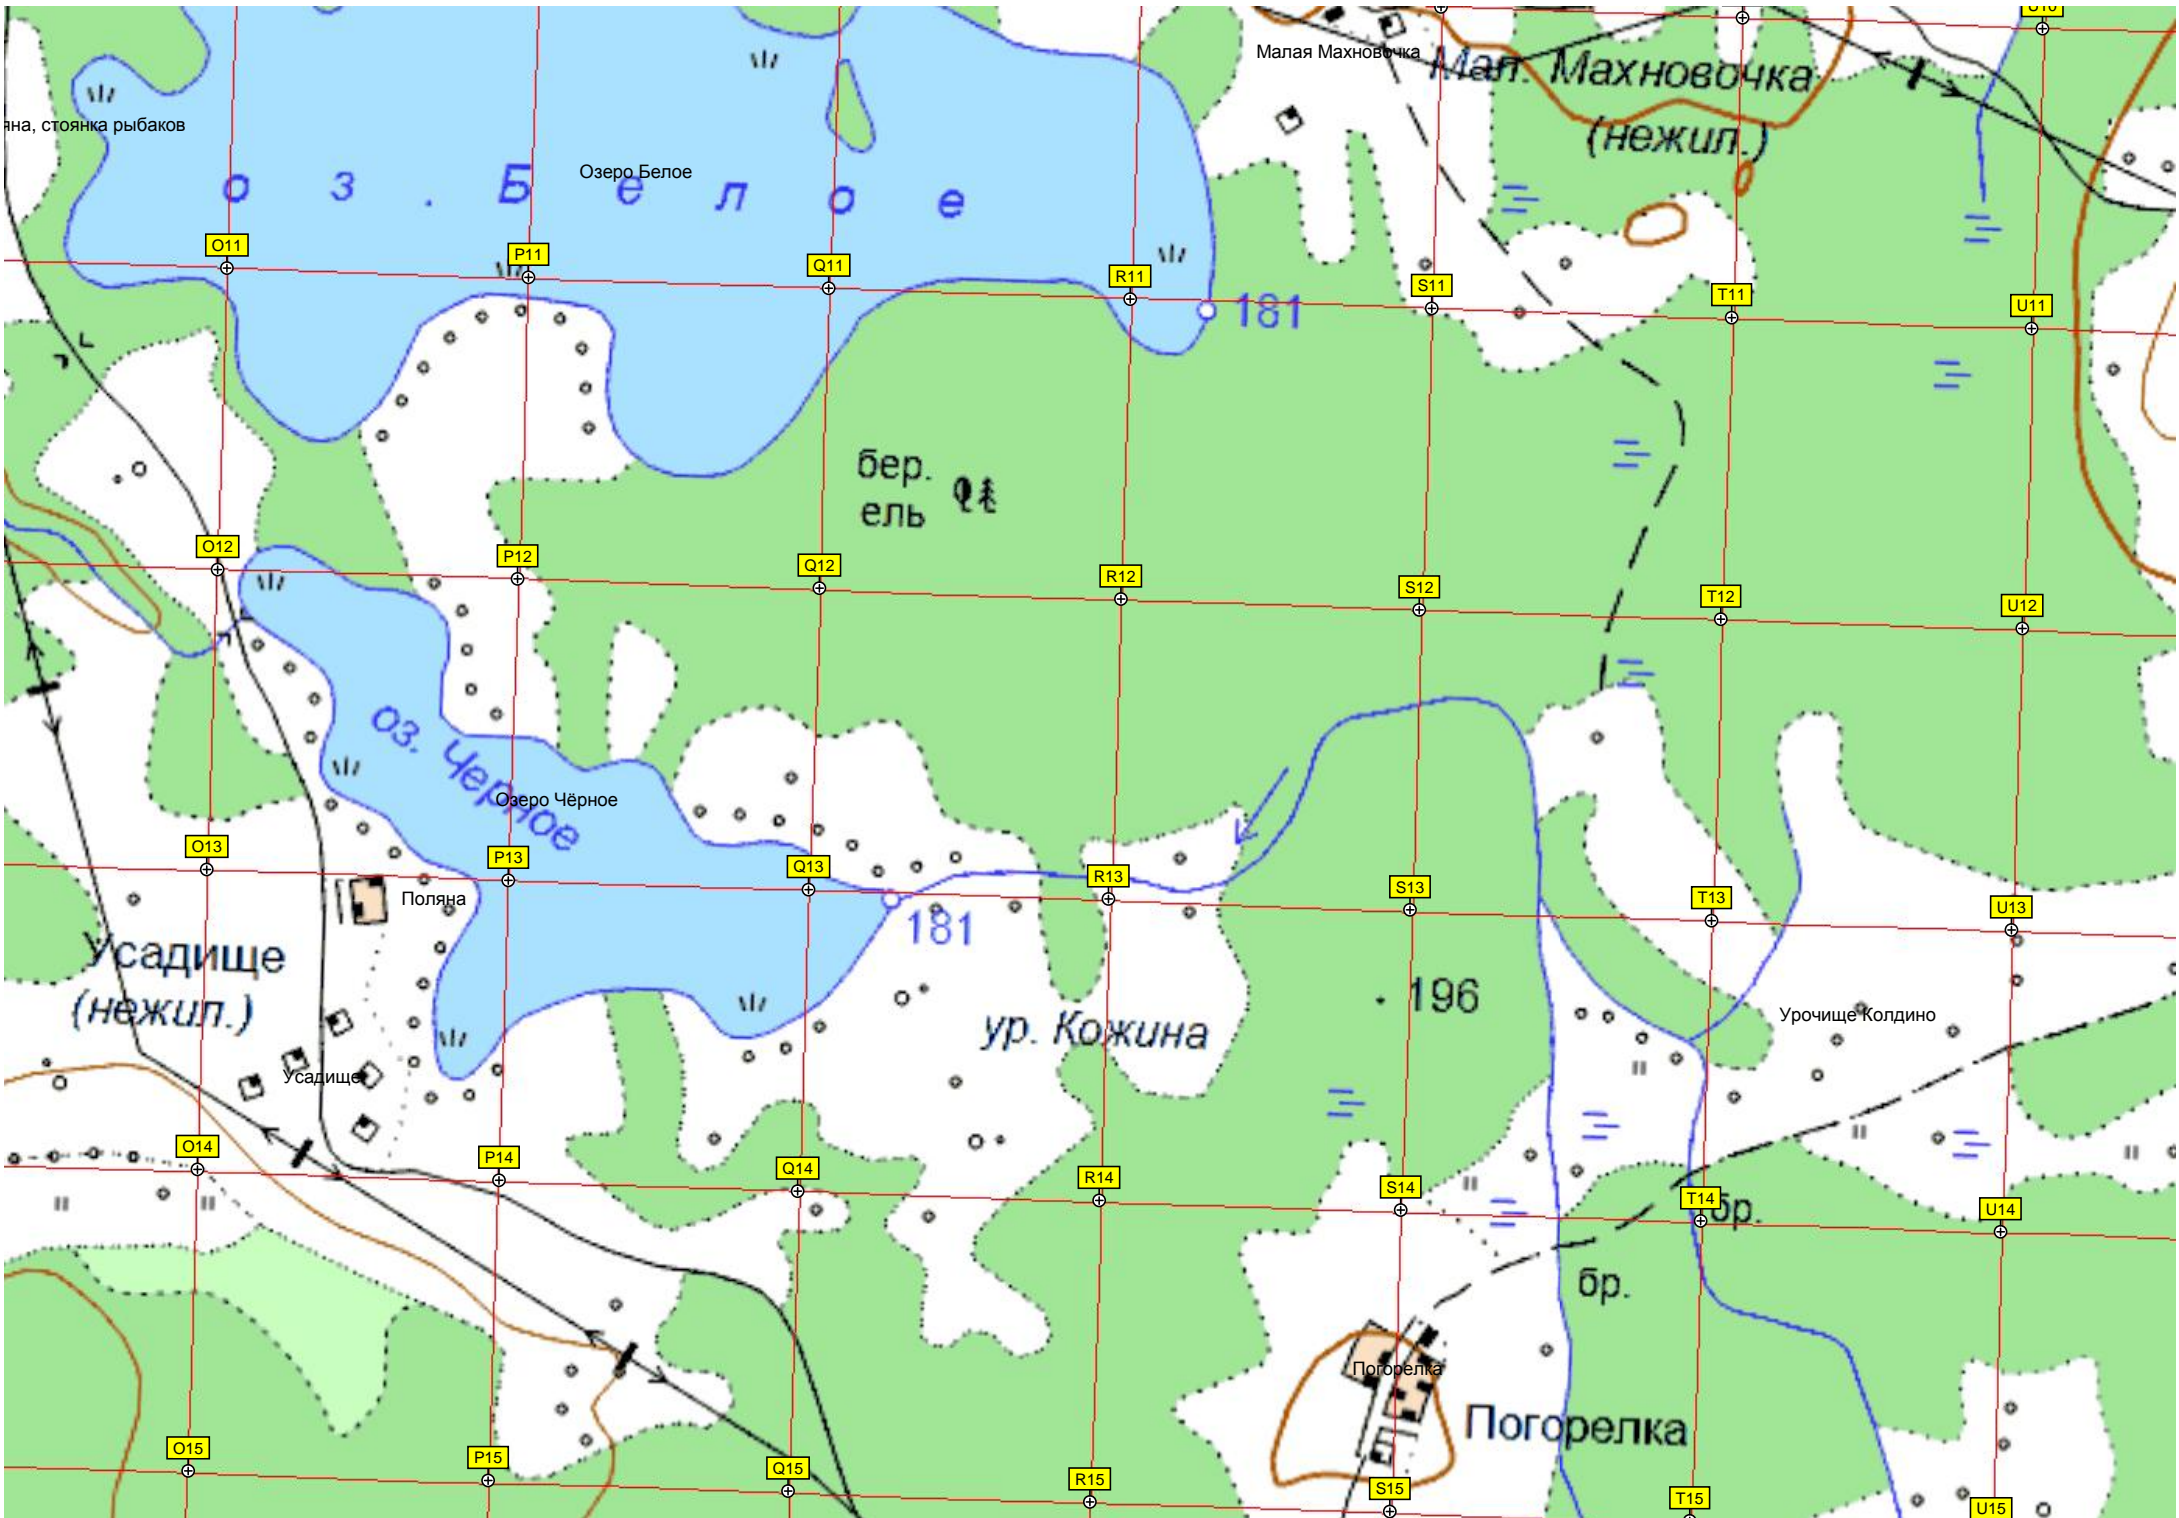 U10
Малая Махновочка
Мал. Махновочка
(нежил.)
яна, стоянка рыбаков
Озеро Белое
оз. Белое
O11
P11
Q11
R11
S11
T11
U11
181
бер.
ель
O12
P12
Q12
R12
S12
T12
U12
оз. Черное
Озеро Чёрное
O13
P13
Q13
R13
S13
T13
U13
Поляна
181
Усадище
(нежил.)
196
ур. Кожина
Урочище Колдино
Усадище
O14
P14
Q14
R14
S14
T14
U14
бр.
бр.
Погорелка
Погорелка
O15
P15
Q15
R15
S15
T15
U15